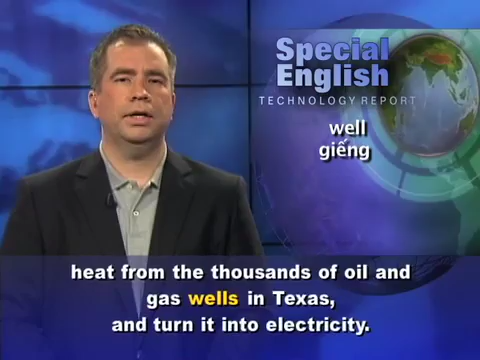 Special
English
TECHNOLOGY REPORT
well
giếng
heat from the thousands of oil and
gas wells in Texas,
and turn it into electricity.